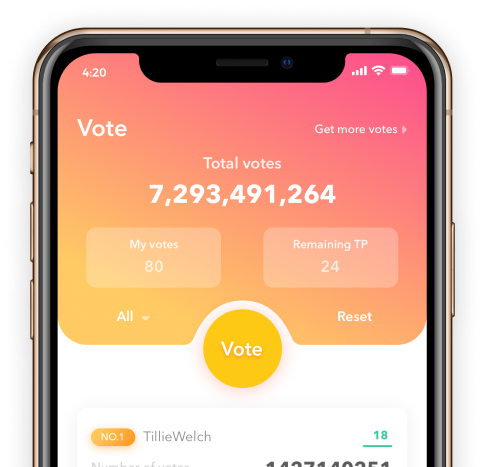 4:20
Vote
Get more votes
Total votes
7,293,491,264
My votes
Remaining TP
80
24
All
Reset
Vote
NO.1
TillieWelch
18
Number of votes
1427149251